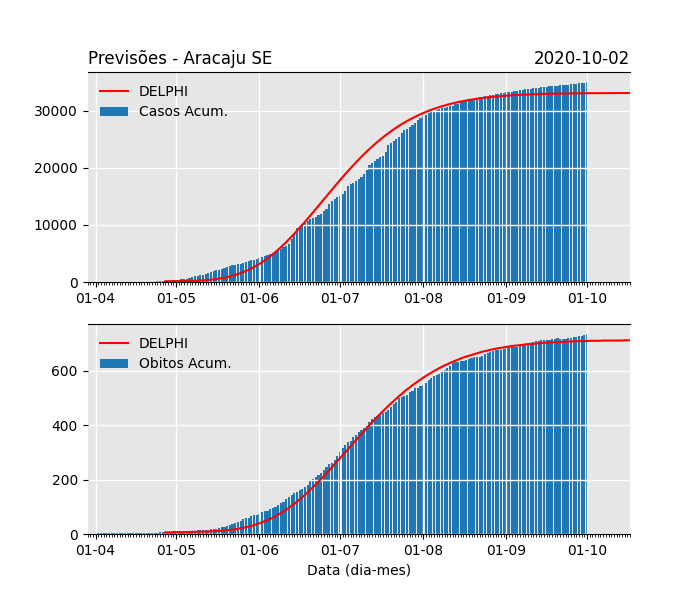 Previsões - Aracaju SE 2020-10-02
DELPHI
Casos Acum.
30000
20000
10000
0
01-04 01-05 01-06 01-07 01-08 01-09 01-10
DELPHI
Obitos Acum.
600
400
200
0
01-04 01-05 01-06 01-07 01-08 01-09 01-10
Data (dia-mes)